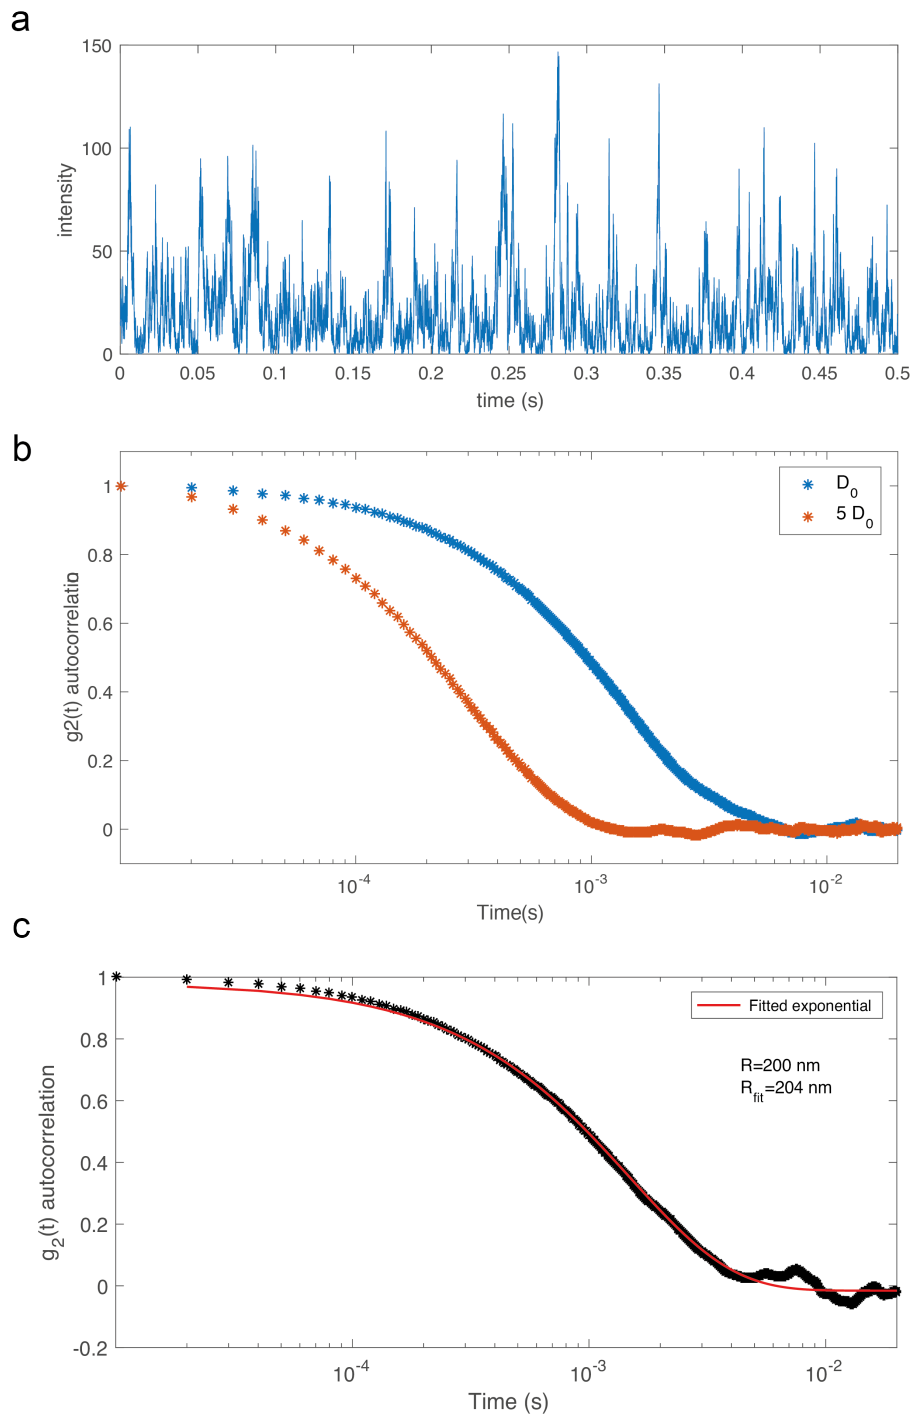 a
150
100
50
0
intensity
0 0.05 0.1 0.15 0.2 0.25 0.3 0.35 0.4 0.45 0.5
time (s)
b
1
0.8
0.6
0.4
0.2
0
g2(t) autocorrelatio
D0
5 D0
10-4 10-3 10-2
Time(s)
c
1
0.8
0.6
0.4
0.2
0
-0.2
g2(t) autocorrelation
Fitted exponential
R=200 nm
Rfit=204 nm
10-4 10-3 10-2
Time (s)